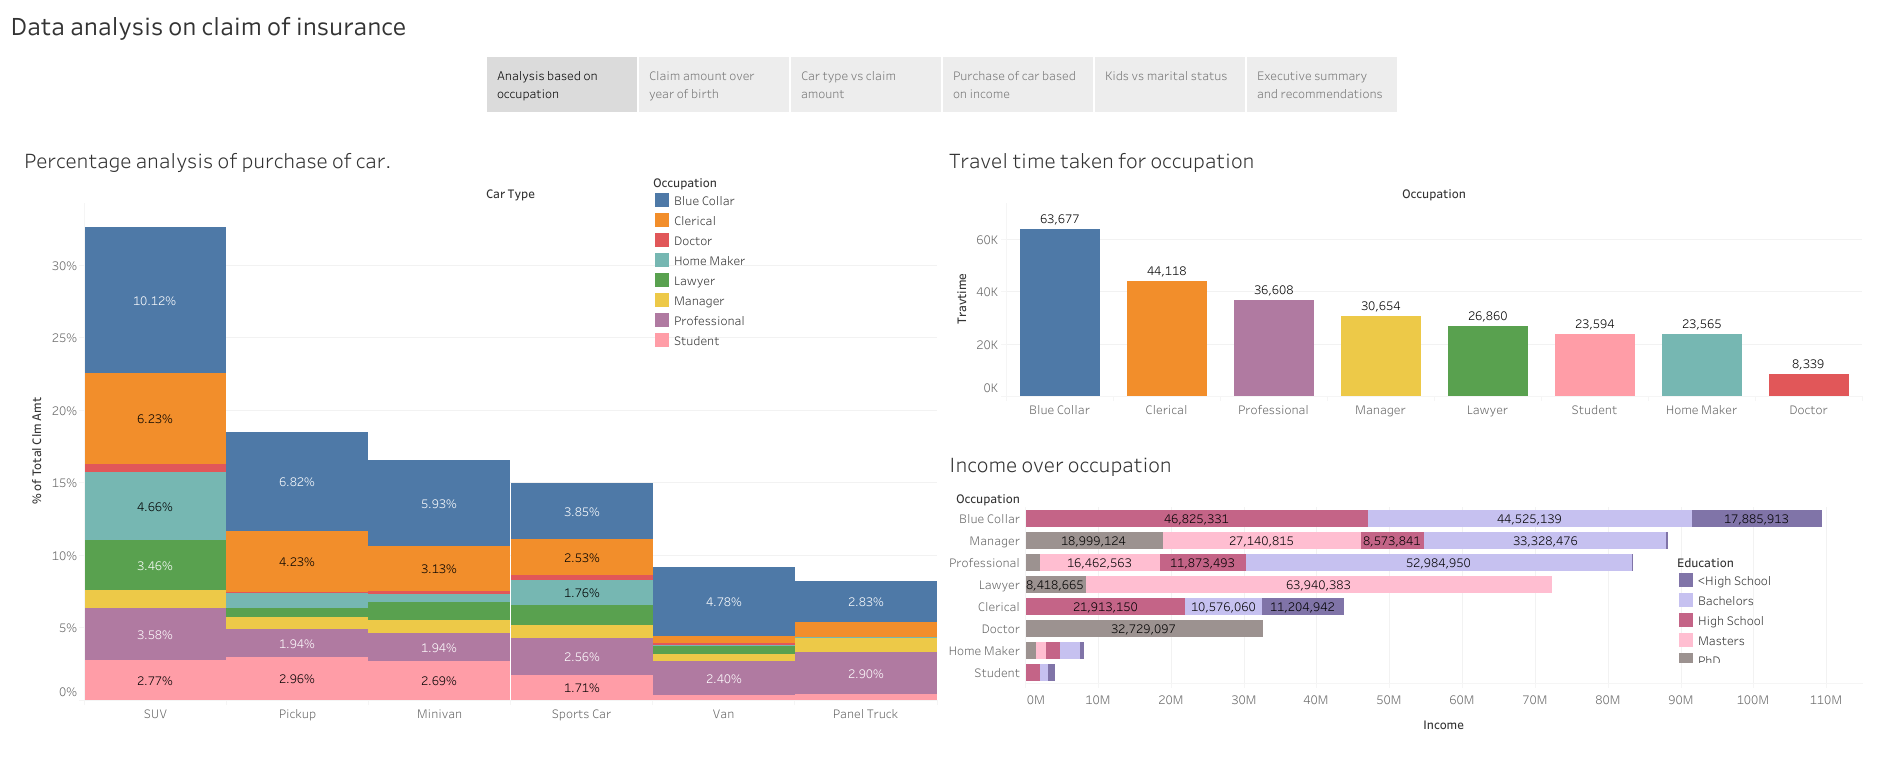 Data analysis on claim of insurance
Analysis based on
occupation
Claim amount over
year of birth
Car type vs claim
amount
Purchase of car based
on income
Kids vs marital status
Executive summary
and recommendations
Percentage analysis of purchase of car.
Car Type
Occupation
Blue Collar
Clerical
Doctor
Home Maker
Lawyer
Manager
Professional
Student
% of Total Clm Amt
30%
25%
20%
15%
10%
5%
0%
10.12%
6.23%
4.66%
3.46%
3.58%
2.77%
6.82%
4.23%
1.94%
2.96%
5.93%
3.13%
1.94%
2.69%
3.85%
2.53%
1.76%
2.56%
1.71%
4.78%
2.40%
2.83%
2.90%
SUV
Pickup
Minivan
Sports Car
Van
Panel Truck
Travel time taken for occupation
Occupation
Travtime
60K
40K
20K
0K
63,677
44,118
36,608
30,654
26,860
23,594
23,565
8,339
Blue Collar
Clerical
Professional
Manager
Lawyer
Student
Home Maker
Doctor
Income over occupation
Occupation
Blue Collar 46,825,331 44,525,139 17,885,913
Manager 18,999,124 27,140,815 8,573,841 33,328,476
Professional 16,462,563 11,873,493 52,984,950
Lawyer 8,418,665 63,940,383
Clerical 21,913,150 10,576,060 11,204,942
Doctor 32,729,097
Home Maker
Student
Education
<High School
Bachelors
High School
Masters
PhD
0M 10M 20M 30M 40M 50M 60M 70M 80M 90M 100M 110M
Income